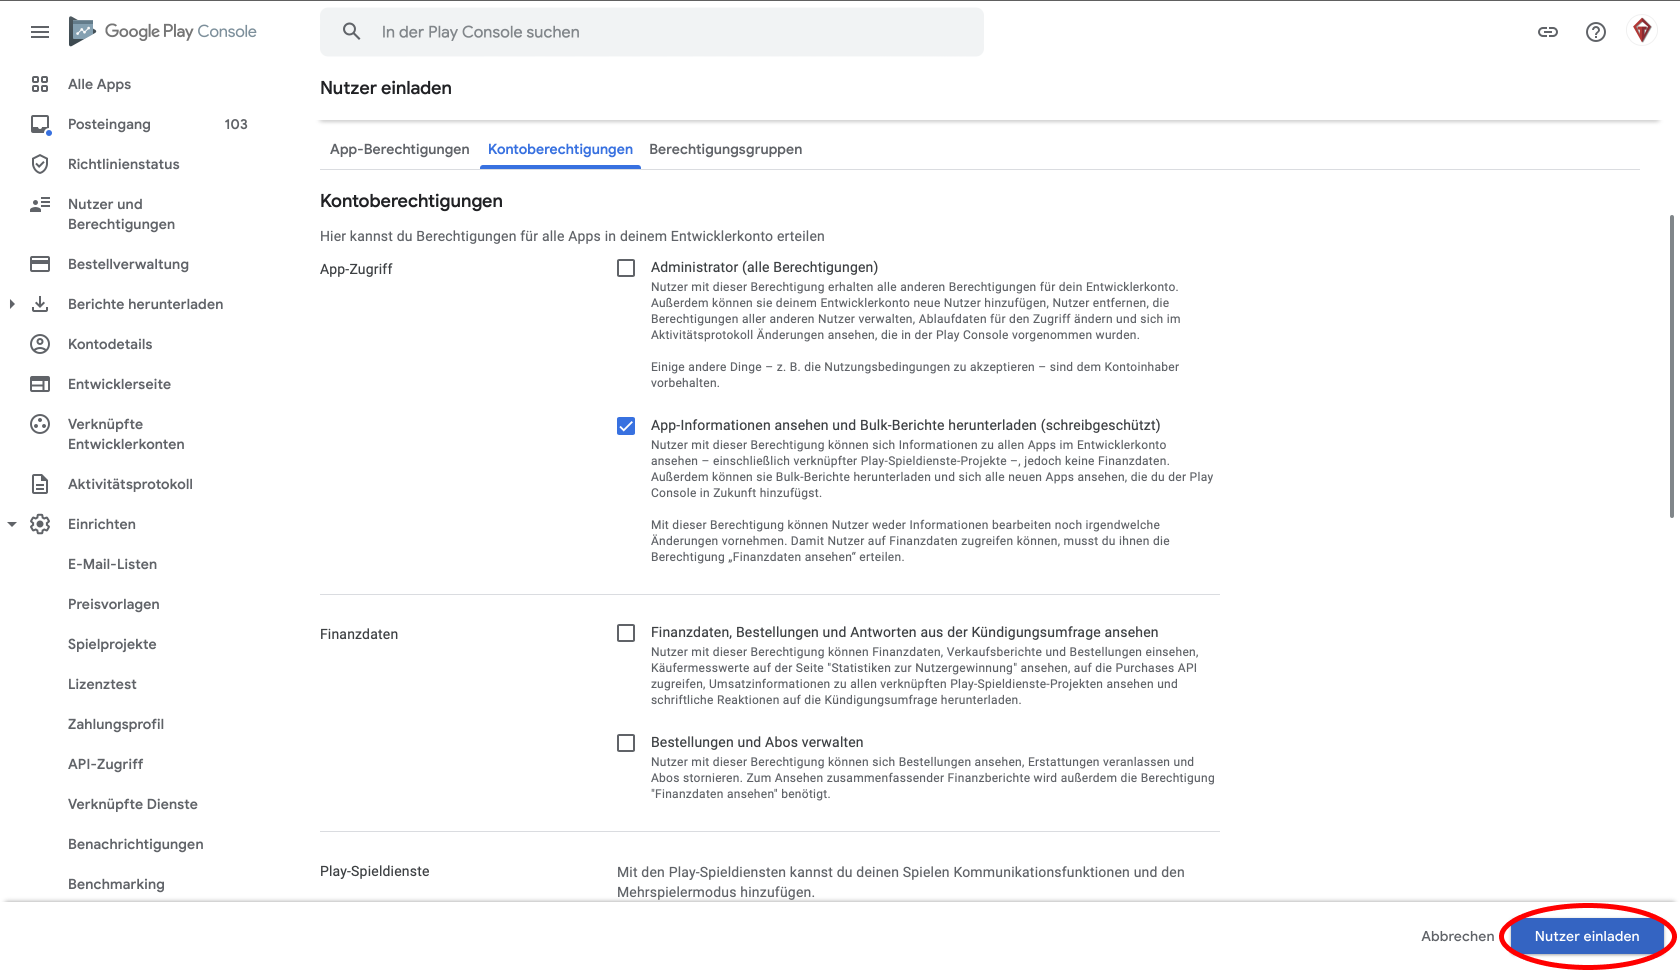 Google Play Console
In der Play Console suchen
Alle Apps
Posteingang 103
Richtlinienstatus
Nutzer und
Berechtigungen
Bestellverwaltung
Berichte herunterladen
Kontodetails
Entwicklerseite
Verknüpfte
Entwicklerkonten
Aktivitätsprotokoll
Einrichten
E-Mail-Listen
Preisvorlagen
Spielprojekte
Lizenztest
Zahlungsprofil
API-Zugriff
Verknüpfte Dienste
Benachrichtigungen
Benchmarking
Nutzer einladen
App-Berechtigungen Kontoberechtigungen Berechtigungsgruppen
Kontoberechtigungen
Hier kannst du Berechtigungen für alle Apps in deinem Entwicklerkonto erteilen
App-Zugriff
Administrator (alle Berechtigungen)
Nutzer mit dieser Berechtigung erhalten alle anderen Berechtigungen für dein Entwicklerkonto.
Außerdem können sie deinem Entwicklerkonto neue Nutzer hinzufügen, Nutzer entfernen, die
Berechtigungen aller anderen Nutzer verwalten, Ablaufdaten für den Zugriff ändern und sich im
Aktivitätsprotokoll Änderungen ansehen, die in der Play Console vorgenommen wurden.
Einige andere Dinge – z. B. die Nutzungsbedingungen zu akzeptieren – sind dem Kontoinhaber
vorbehalten.
App-Informationen ansehen und Bulk-Berichte herunterladen (schreibgeschützt)
Nutzer mit dieser Berechtigung können sich Informationen zu allen Apps im Entwicklerkonto
ansehen – einschließlich verknüpfter Play-Spieldienste-Projekte –, jedoch keine Finanzdaten.
Außerdem können sie Bulk-Berichte herunterladen und sich alle neuen Apps ansehen, die du der Play
Console in Zukunft hinzufügst.
Mit dieser Berechtigung können Nutzer weder Informationen bearbeiten noch irgendwelche
Änderungen vornehmen. Damit Nutzer auf Finanzdaten zugreifen können, musst du ihnen die
Berechtigung „Finanzdaten ansehen“ erteilen.
Finanzdaten
Finanzdaten, Bestellungen und Antworten aus der Kündigungsumfrage ansehen
Nutzer mit dieser Berechtigung können Finanzdaten, Verkaufsberichte und Bestellungen einsehen,
Käufermesswerte auf der Seite "Statistiken zur Nutzergewinnung" ansehen, auf die Purchases API
zugreifen, Umsatzinformationen zu allen verknüpften Play-Spieldienste-Projekten ansehen und
schriftliche Reaktionen auf die Kündigungsumfrage herunterladen.
Bestellungen und Abos verwalten
Nutzer mit dieser Berechtigung können sich Bestellungen ansehen, Erstattungen veranlassen und
Abos stornieren. Zum Ansehen zusammenfassender Finanzberichte wird außerdem die Berechtigung
"Finanzdaten ansehen" benötigt.
Play-Spieldienste
Mit den Play-Spieldiensten kannst du deinen Spielen Kommunikationsfunktionen und den
Mehrspielermodus hinzufügen.
Abbrechen Nutzer einladen